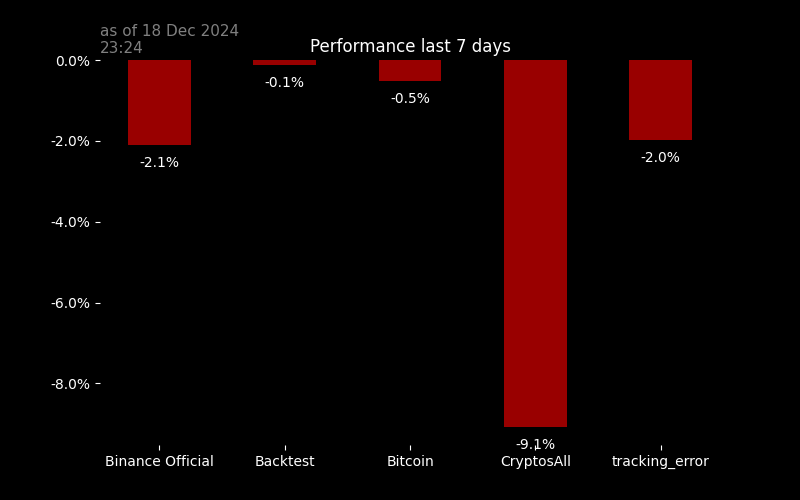 as of 18 Dec 2024
23:24
Performance last 7 days
0.0%
-2.0%
-4.0%
-6.0%
-8.0%
-2.1%
-0.1%
-0.5%
-9.1%
-2.0%
Binance Official
Backtest
Bitcoin
CryptosAll
tracking_error